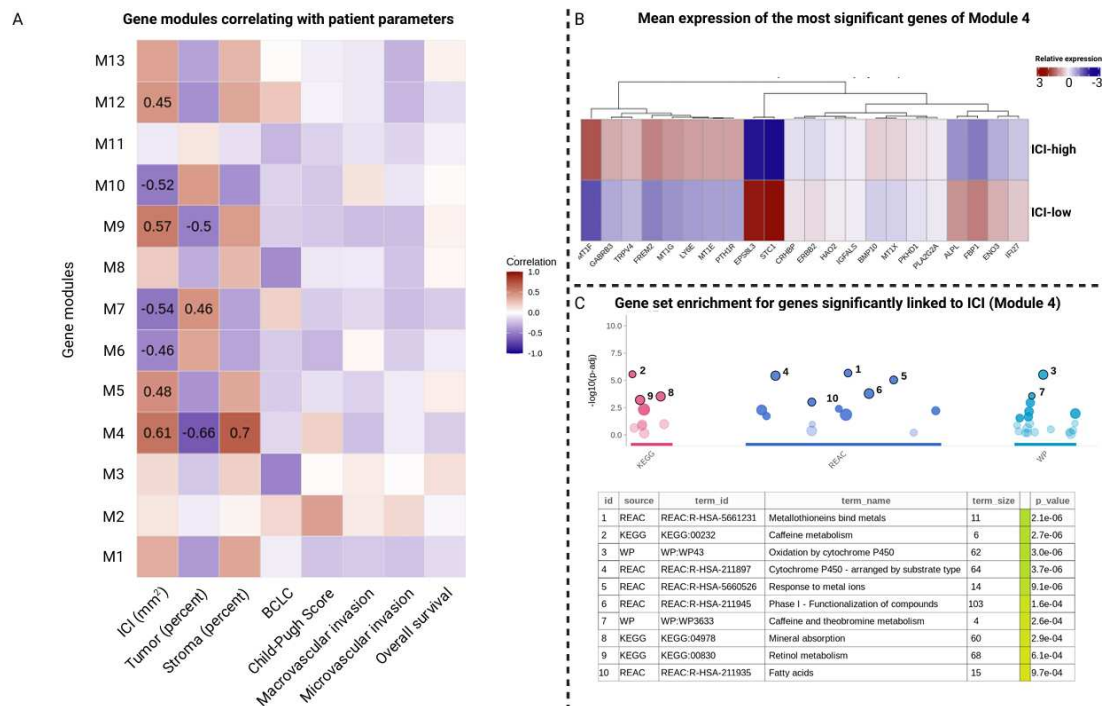 A
Gene modules correlating with patient parameters
Gene modules
M13
M12
0.45
M11
M10
-0.52
M9
0.57
-0.5
M8
M7
-0.54
0.46
M6
-0.46
M5
0.48
M4
0.61
-0.66
0.7
M3
M2
M1
ICI (mm²)
Tumor (percent)
Stroma (percent)
BCLC
Child-Pugh Score
Macrovascular invasion
Microvascular invasion
Overall survival
Correlation
1.0
0.5
0.0
-0.5
-1.0
B
Mean expression of the most significant genes of Module 4
Relative expression
3 0 -3
ICI-high
ICI-low
MT1F
GABRB3
TRPV4
FREM2
MT1G
LY6E
MT1E
PTH1R
EPS8L3
STC1
CRHBP
ERBB2
HAO2
IGFALS
BMP10
MT1X
PKHD1
PLA2G2A
ALPL
FBP1
ENO3
IFI27
C
Gene set enrichment for genes significantly linked to ICI (Module 4)
-log10(p-adj)
10.0
7.5
5.0
2.5
0.0
2
9
8
4
1
5
6
10
3
7
KEGG
REAC
WP
id source term_id term_name term_size p_value
1 REAC REAC:R-HSA-5661231 Metallothioneins bind metals 11 2.1e-06
2 KEGG KEGG:00232 Caffeine metabolism 6 2.7e-06
3 WP WP:WP43 Oxidation by cytochrome P450 62 3.0e-06
4 REAC REAC:R-HSA-211897 Cytochrome P450 - arranged by substrate type 64 3.7e-06
5 REAC REAC:R-HSA-5660526 Response to metal ions 14 9.1e-06
6 REAC REAC:R-HSA-211945 Phase I - Functionalization of compounds 103 1.6e-04
7 WP WP:WP3633 Caffeine and theobromine metabolism 4 2.6e-04
8 KEGG KEGG:04978 Mineral absorption 60 2.9e-04
9 KEGG KEGG:00830 Retinol metabolism 68 6.1e-04
10 REAC REAC:R-HSA-211935 Fatty acids 15 9.7e-04